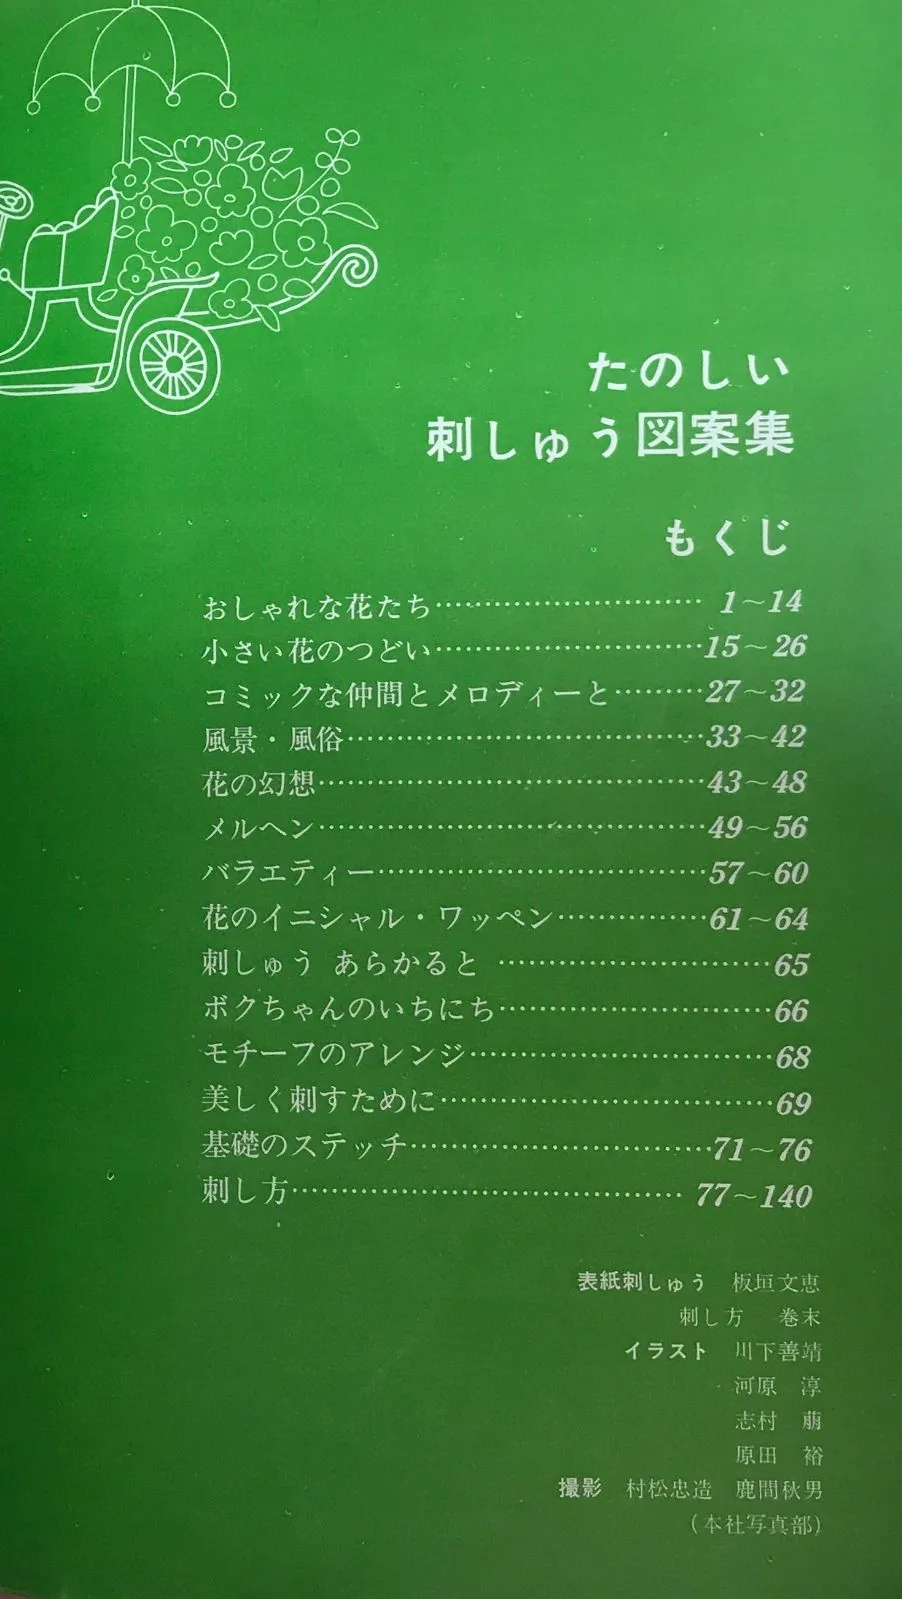 たのしい
刺しゅう図案集
もくじ
おしゃれな花たち…………………………1～14
小さい花のつどい…………………………15～26
コミックな仲間とメロディーと………27～32
風景・風俗…………………………………33～42
花の幻想……………………………………43～48
メルヘン……………………………………49～56
バラエティー………………………………57～60
花のイニシャル・ワッペン……………61～64
刺しゅう あらかると …………………………65
ボクちゃんのいちにち…………………………66
モチーフのアレンジ……………………………68
美しく刺すために………………………………69
基礎のステッチ……………………………71～76
刺し方……………………………………77～140
表紙刺しゅう 板垣文恵
刺し方 巻末
イラスト 川下善靖
河原 淳
志村 萠
原田 裕
撮影 村松忠造 鹿間秋男
(本社写真部)